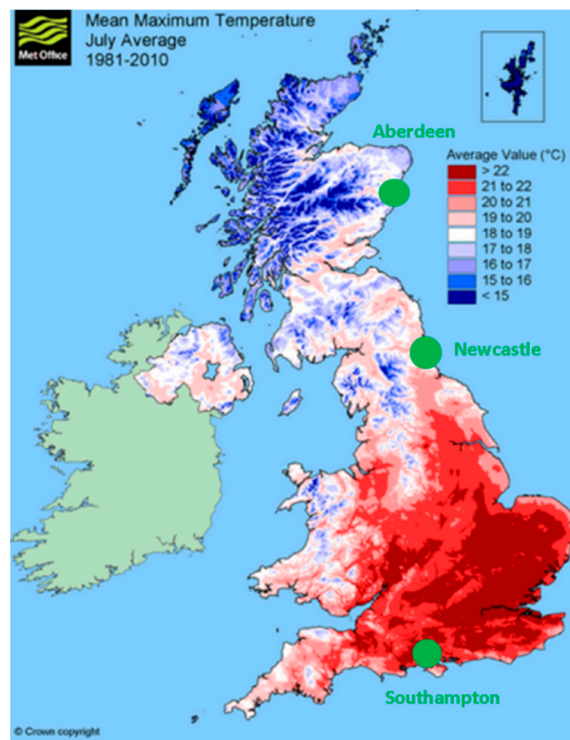 Met Office
Mean Maximum Temperature
July Average
1981-2010
Aberdeen
Average Value (°C)
> 22
21 to 22
20 to 21
19 to 20
18 to 19
17 to 18
16 to 17
15 to 16
< 15
Newcastle
Southampton
© Crown copyright